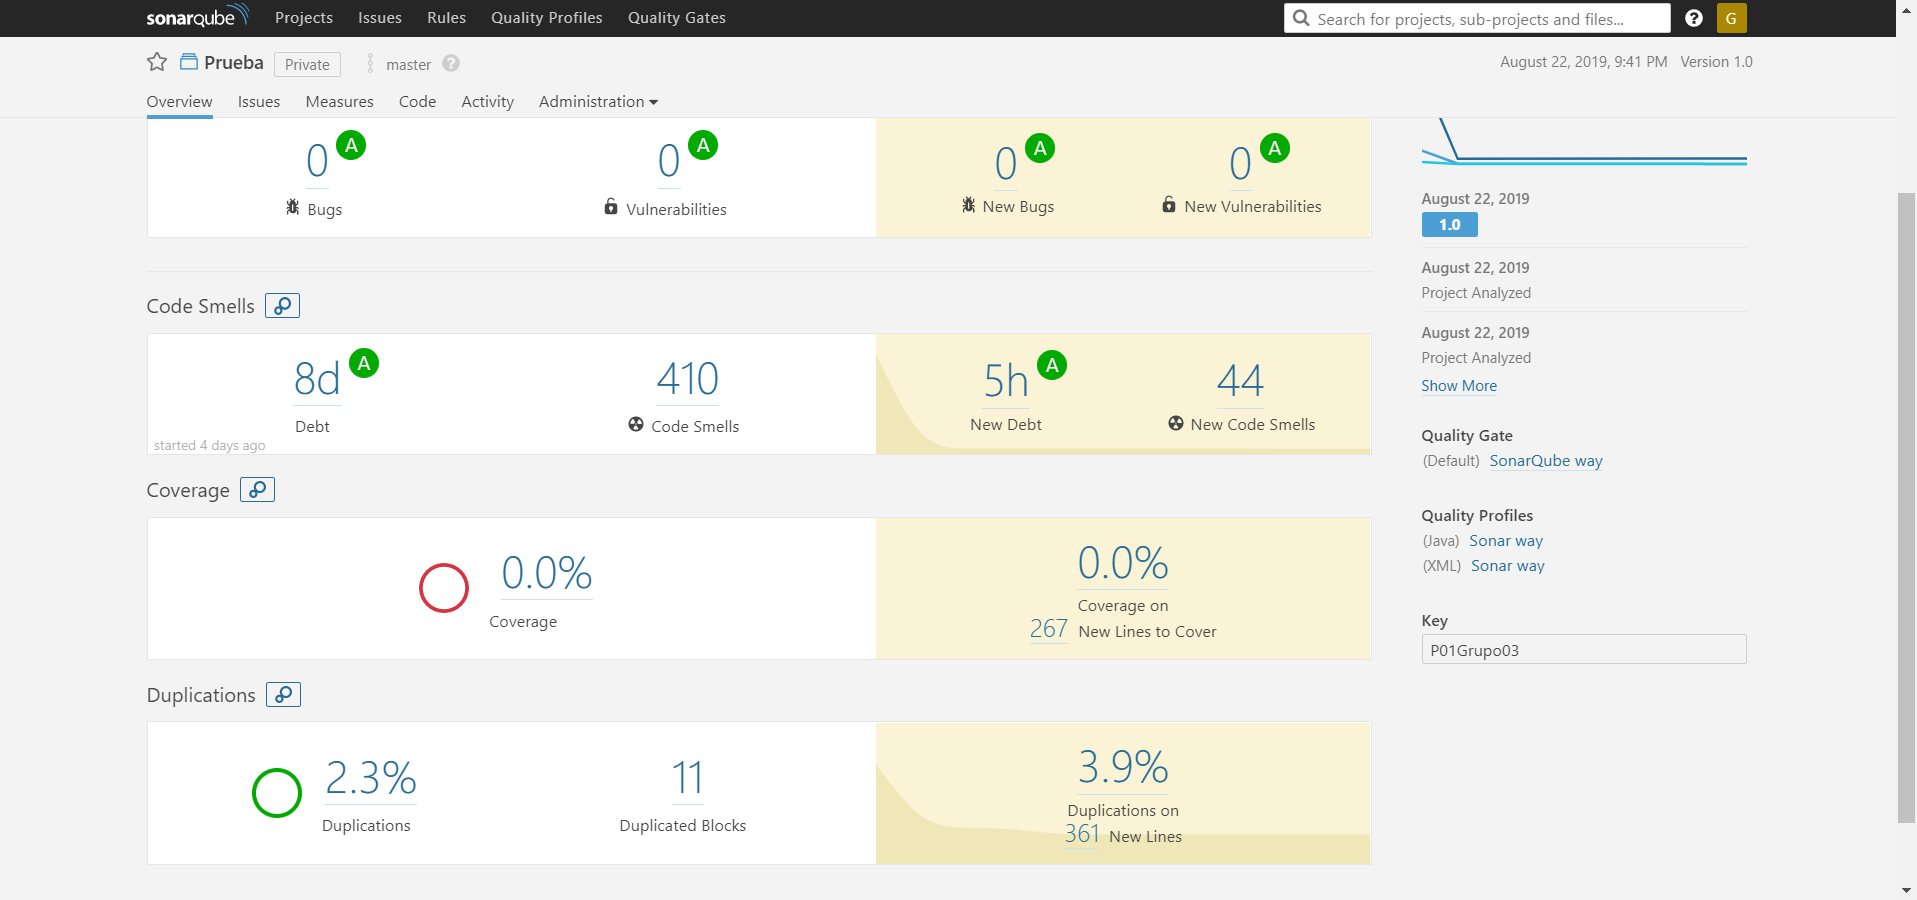 sonarqube Projects Issues Rules Quality Profiles Quality Gates Search for projects, sub-projects and files... ? G
Prueba Private master ? August 22, 2019, 9:41 PM Version 1.0
Overview Issues Measures Code Activity Administration
0 A 0 A 0 A 0 A
Bugs Vulnerabilities New Bugs New Vulnerabilities
Code Smells
8d A 410 5h A 44
Debt Code Smells New Debt New Code Smells
started 4 days ago
Coverage
0.0% 0.0%
Coverage Coverage on
267 New Lines to Cover
Duplications
2.3% 11 3.9%
Duplications Duplicated Blocks Duplications on
361 New Lines
August 22, 2019
1.0
August 22, 2019
Project Analyzed
August 22, 2019
Project Analyzed
Show More
Quality Gate
(Default) SonarQube way
Quality Profiles
(Java) Sonar way
(XML) Sonar way
Key
P01Grupo03